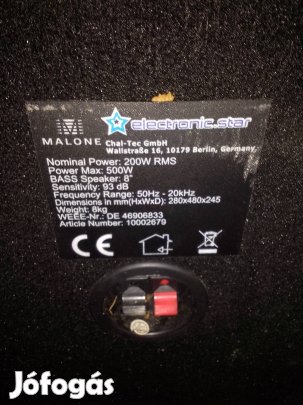 MALONE
electronic.star
Chal-Tec GmbH
Wallstraße 16, 10179 Berlin, Germany
Nominal Power: 200W RMS
Power Max: 500W
BASS Speaker: 8"
Sensitivity: 93 dB
Frequency Range: 50Hz - 20kHz
Dimensions in mm(HxWxD): 280x480x245
Weight: 8kg
WEEE-Nr.: DE 46906833
Article Number: 10002679
CE
Jófogás